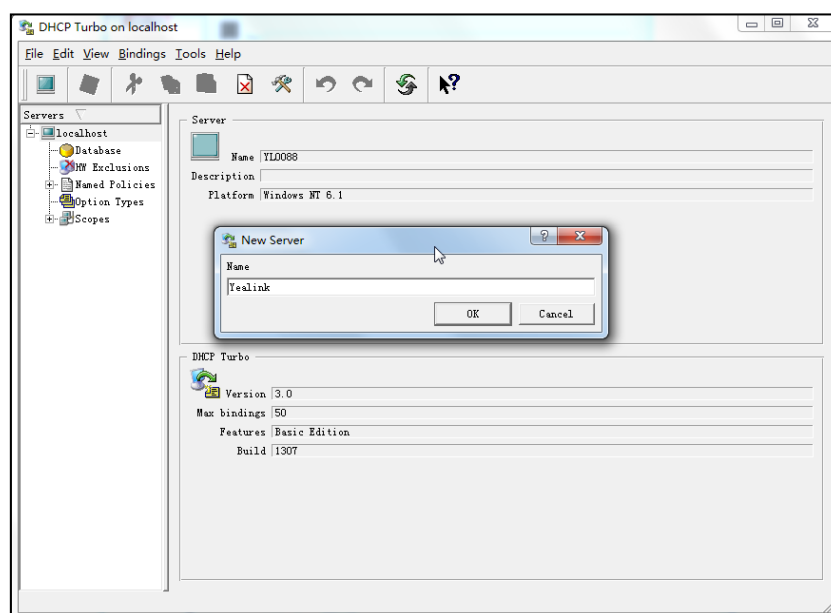 DHCP Turbo on localhost
File Edit View Bindings Tools Help
Servers
localhost
Database
HW Exclusions
Named Policies
Option Types
Scopes
Server
Name YL0088
Description
Platform Windows NT 6.1
New Server
Name
Yealink
OK Cancel
DHCP Turbo
Version 3.0
Max bindings 50
Features Basic Edition
Build 1307